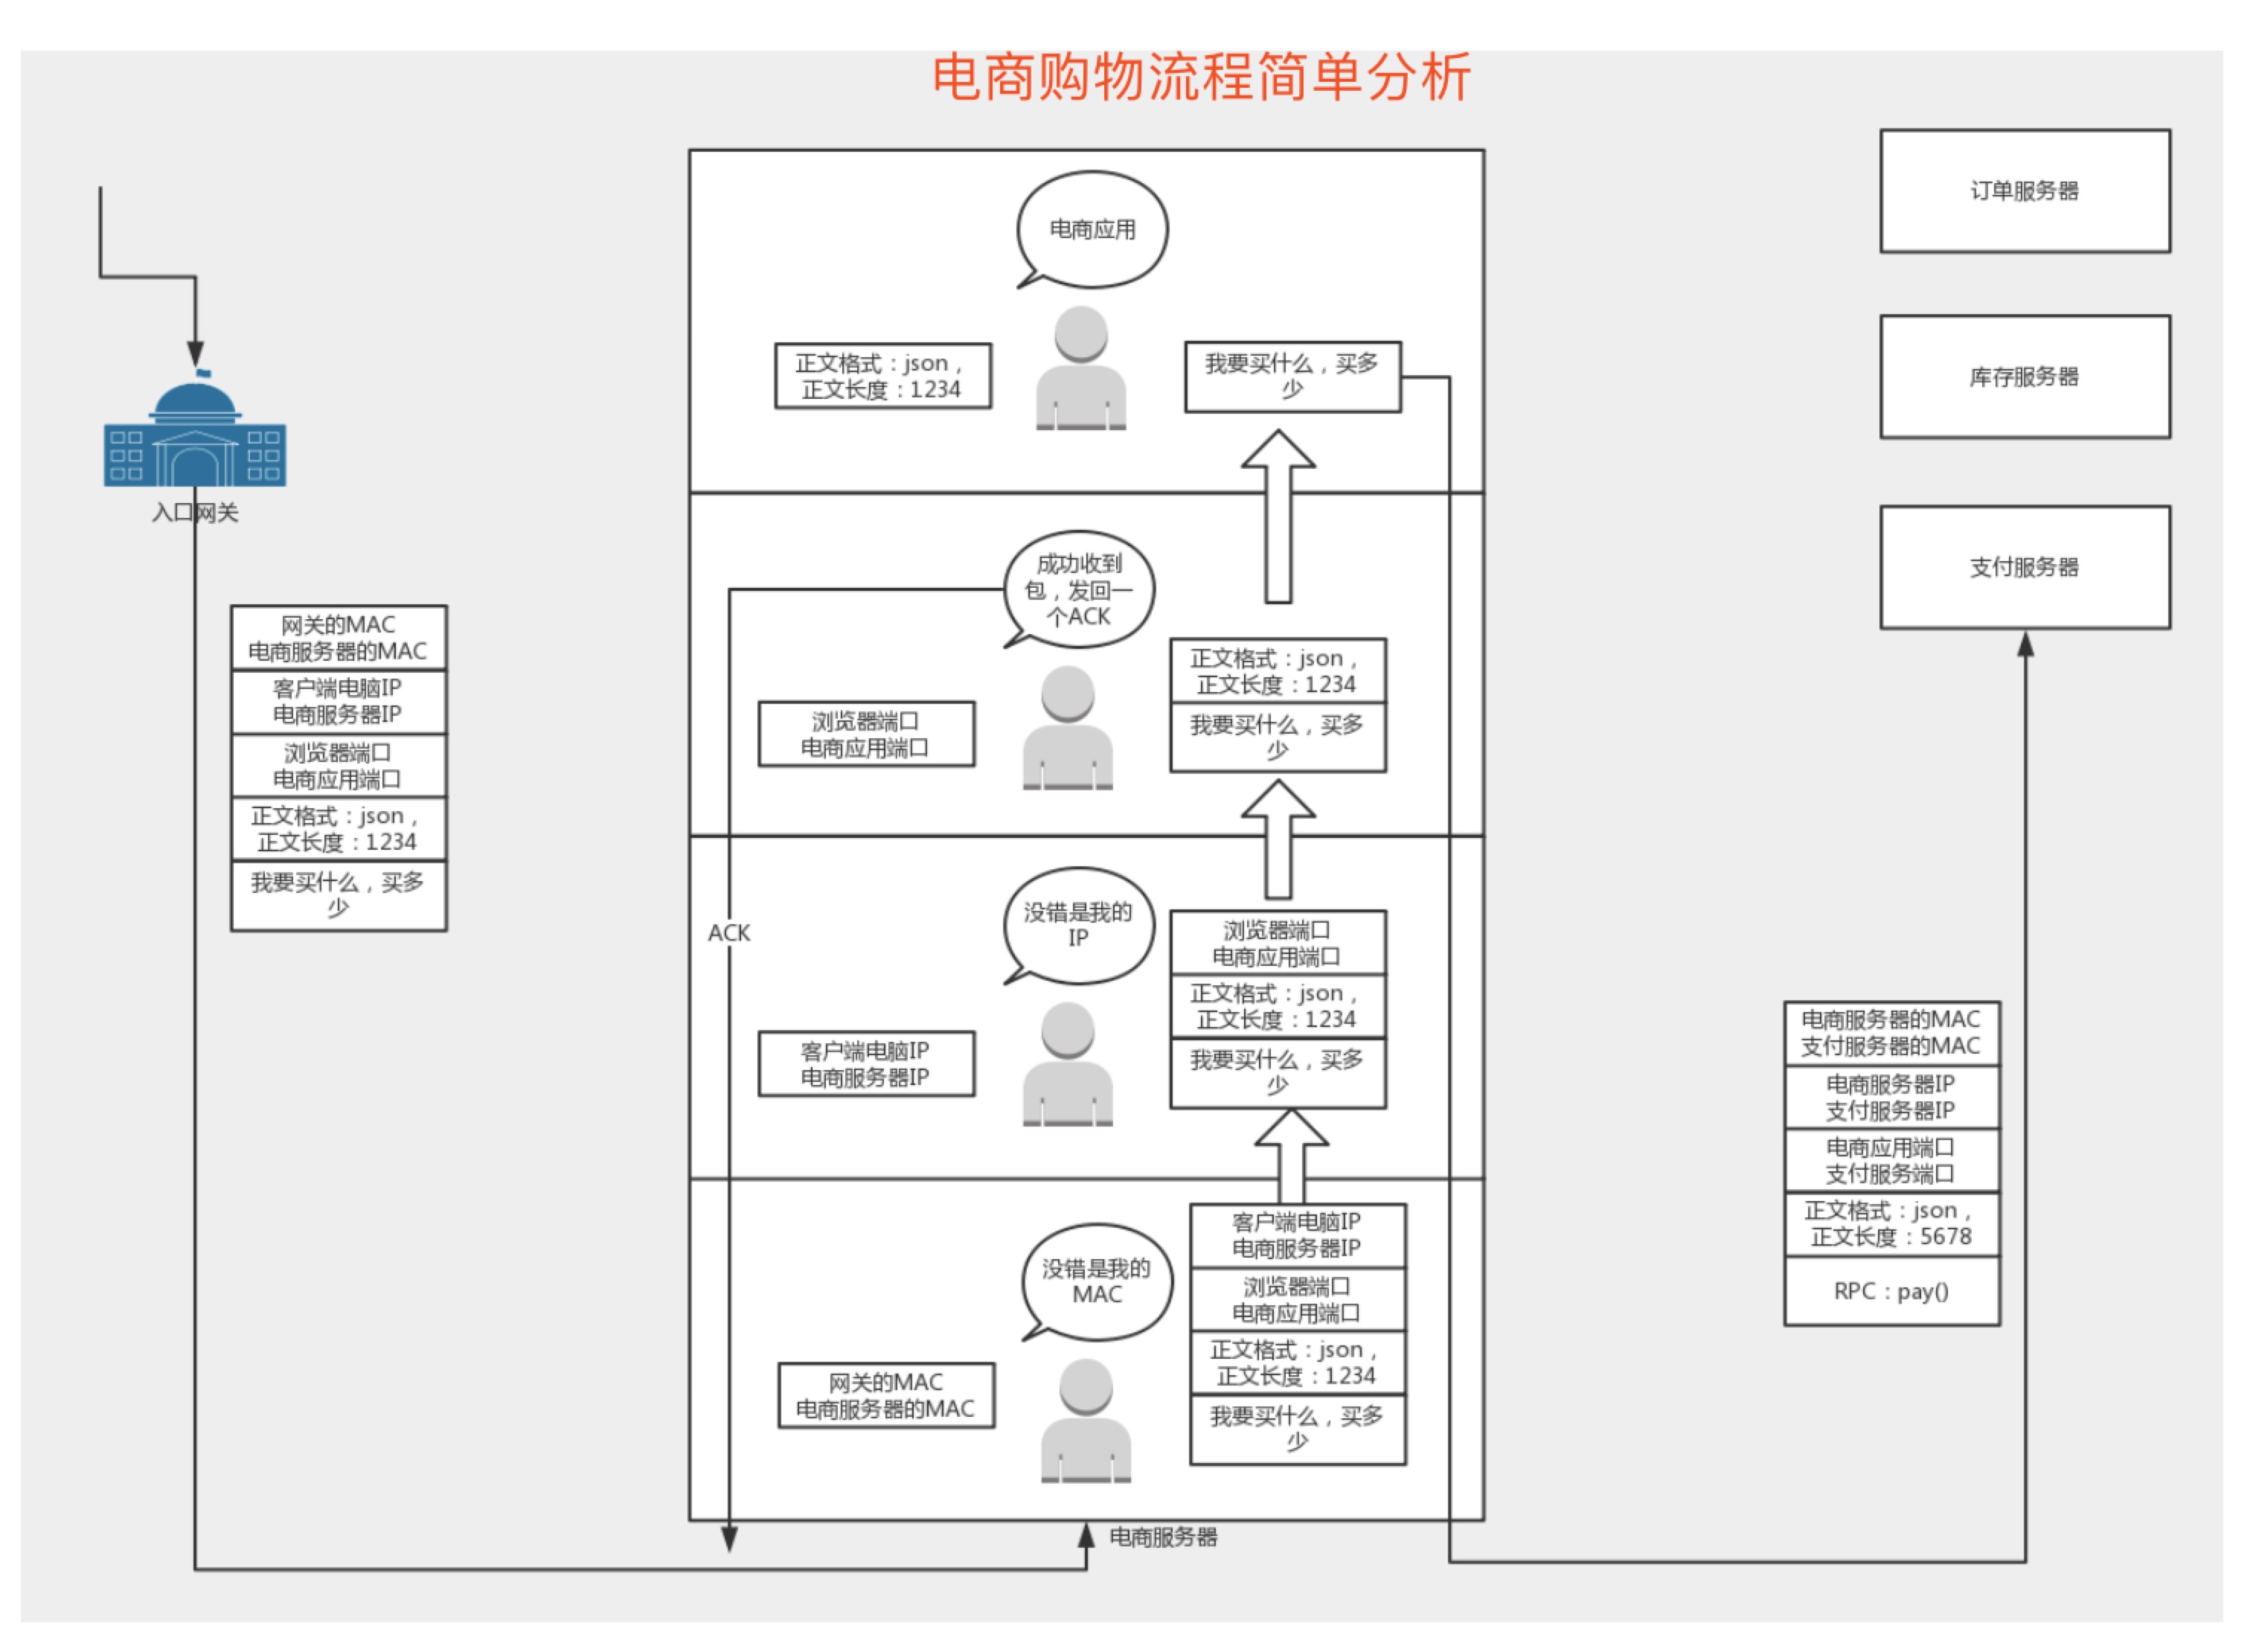 电商购物流程简单分析
入口网关
网关的MAC
电商服务器的MAC
客户端电脑IP
电商服务器IP
浏览器端口
电商应用端口
正文格式：json，
正文长度：1234
我要买什么，买多
少
电商应用
正文格式：json，
正文长度：1234
我要买什么，买多
少
成功收到
包，发回一
个ACK
浏览器端口
电商应用端口
正文格式：json，
正文长度：1234
我要买什么，买多
少
ACK
没错是我的
IP
客户端电脑IP
电商服务器IP
浏览器端口
电商应用端口
正文格式：json，
正文长度：1234
我要买什么，买多
少
没错是我的
MAC
网关的MAC
电商服务器的MAC
客户端电脑IP
电商服务器IP
浏览器端口
电商应用端口
正文格式：json，
正文长度：1234
我要买什么，买多
少
电商服务器
订单服务器
库存服务器
支付服务器
电商服务器的MAC
支付服务器的MAC
电商服务器IP
支付服务器IP
电商应用端口
支付服务端口
正文格式：json，
正文长度：5678
RPC：pay()